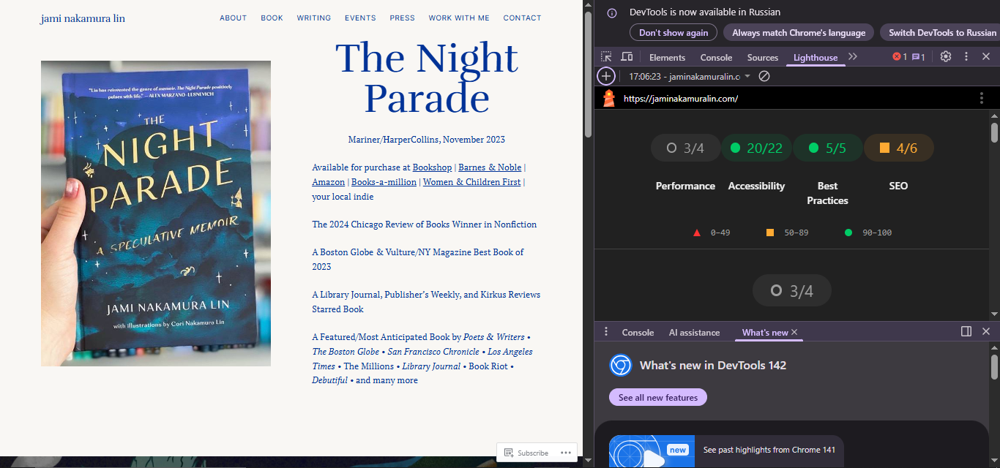 jami nakamura lin
ABOUT BOOK WRITING EVENTS PRESS WORK WITH ME CONTACT
"Lin has reinvented the genre of memoir. The Night Parade positively
pulses with life." —ALEX MARZANO-LESNEVICH
THE
NIGHT
PARADE
A SPECULATIVE MEMOIR
JAMI NAKAMURA LIN
with illustrations by Cori Nakamura Lin
The Night
Parade
Mariner/HarperCollins, November 2023
Available for purchase at Bookshop | Barnes & Noble |
Amazon | Books-a-million | Women & Children First |
your local indie
The 2024 Chicago Review of Books Winner in Nonfiction
A Boston Globe & Vulture/NY Magazine Best Book of
2023
A Library Journal, Publisher's Weekly, and Kirkus Reviews
Starred Book
A Featured/Most Anticipated Book by Poets & Writers •
The Boston Globe • San Francisco Chronicle • Los Angeles
Times • The Millions • Library Journal • Book Riot •
Debutiful • and many more
Subscribe
DevTools is now available in Russian
Don't show again Always match Chrome's language Switch DevTools to Russian
Elements Console Sources Lighthouse 1 1
17:06:23 - jaminakamuralin.c
https://jaminakamuralin.com/
3/4 20/22 5/5 4/6
Performance Accessibility Best Practices SEO
0–49 50–89 90–100
3/4
Console AI assistance What's new
What's new in DevTools 142
See all new features
new
See past highlights from Chrome 141